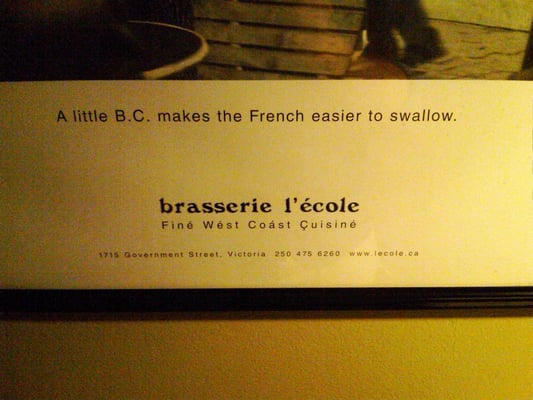 A little B.C. makes the French easier to swallow.
brasserie l'école
Finé Wést Coást Çuisiné
1715 Government Street, Victoria 250 475 6260 www.lecole.ca